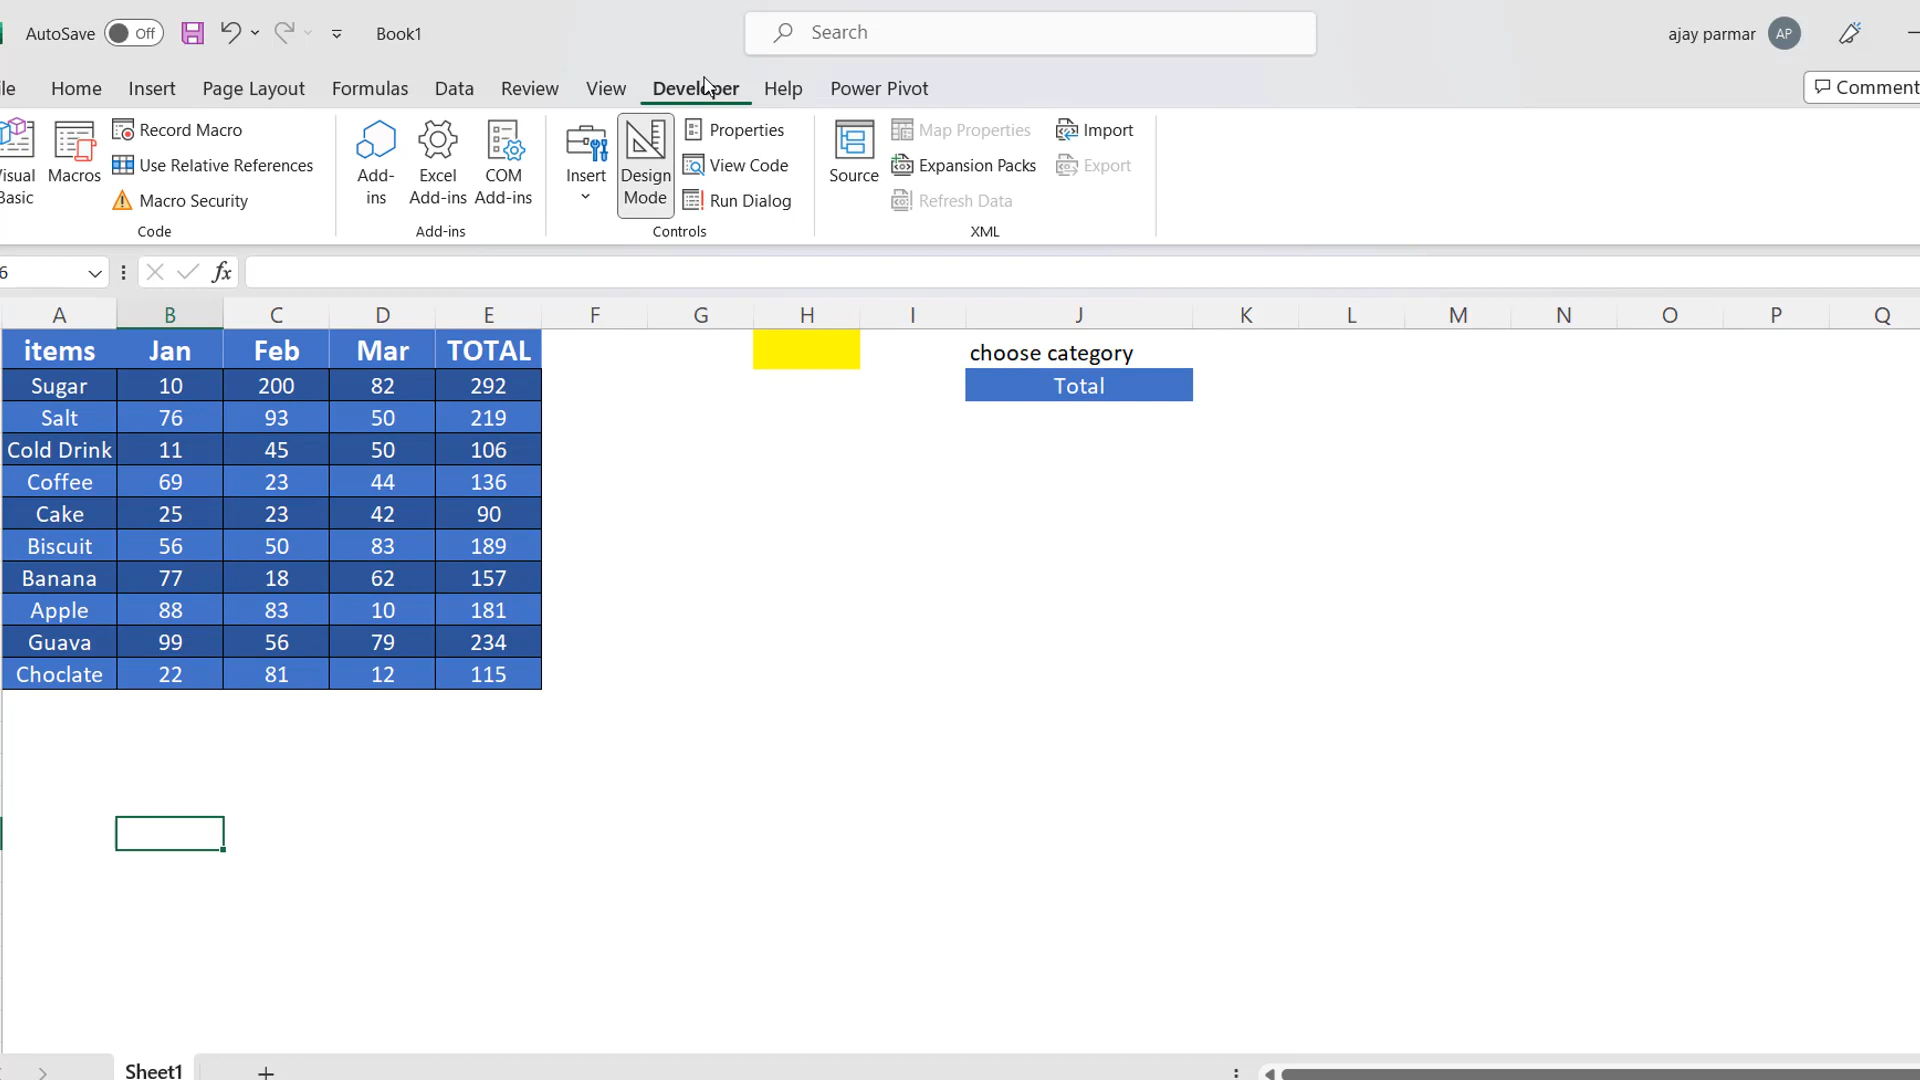 AutoSave Off Book1 Search ajay parmar AP
le Home Insert Page Layout Formulas Data Review View Developer Help Power Pivot Comment
isual Basic
Macros
Record Macro
Use Relative References
Macro Security
Code
Add-ins
Excel Add-ins
COM Add-ins
Add-ins
Insert
Design Mode
Properties
View Code
Run Dialog
Controls
Source
Map Properties
Expansion Packs
Refresh Data
Import
Export
XML
6 fx
A B C D E F G H I J K L M N O P Q
items Jan Feb Mar TOTAL choose category
Sugar 10 200 82 292 Total
Salt 76 93 50 219
Cold Drink 11 45 50 106
Coffee 69 23 44 136
Cake 25 23 42 90
Biscuit 56 50 83 189
Banana 77 18 62 157
Apple 88 83 10 181
Guava 99 56 79 234
Choclate 22 81 12 115
Sheet1